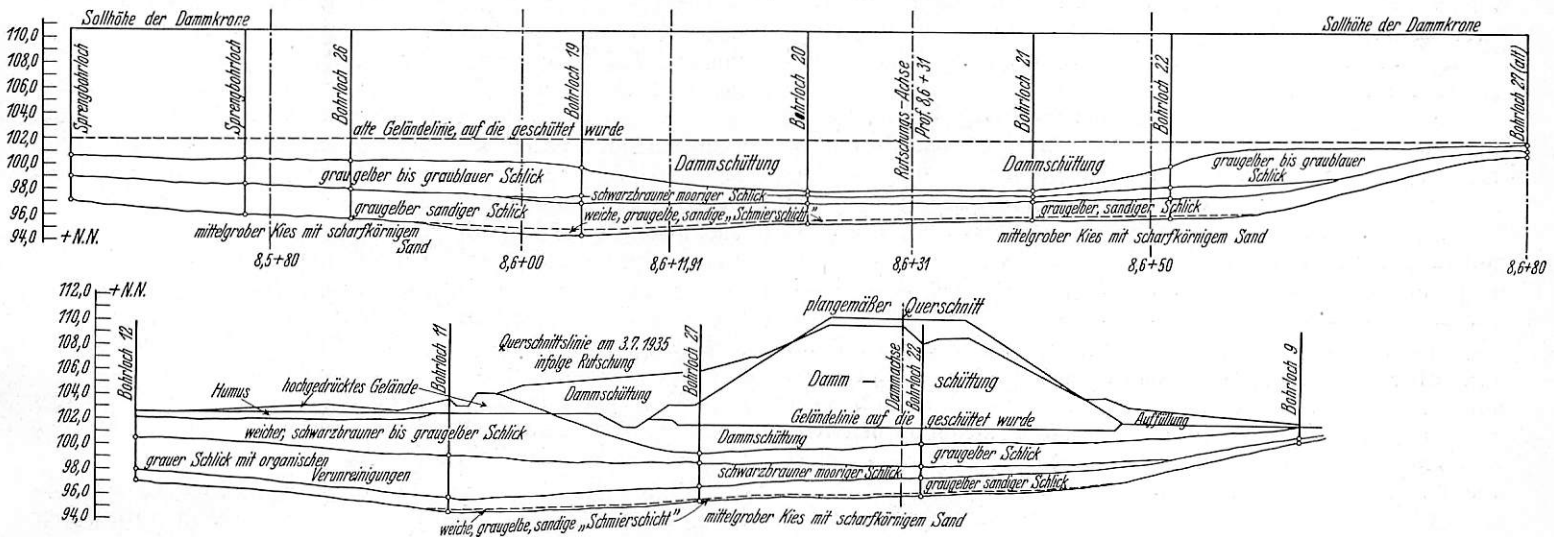 Sollhöhe der Dammkrone
Sollhöhe der Dammkrone
110,0
108,0
106,0
104,0
102,0
100,0
98,0
96,0
94,0
+N.N.
Sprengbohrloch
Sprengbohrloch
Bohrloch 26
Bohrloch 19
Bohrloch 20
Rutschungs-Achse
Prof. 8,6 + 31
Bohrloch 21
Bohrloch 22
Bohrloch 27 (alt)
alte Geländelinie, auf die geschüttet wurde
Dammschüttung
Dammschüttung
graugelber bis graublauer
Schlick
graugelber bis graublauer Schlick
schwarzbrauner mooriger Schlick
graugelber sandiger Schlick
weiche, graugelbe, sandige „Schmierschicht"
graugelber, sandiger Schlick
mittelgrober Kies mit scharfkörnigem
Sand
mittelgrober Kies mit scharfkörnigem Sand
8,5+80
8,6+00
8,6+11,91
8,6+31
8,6+50
8,6+80
112,0
+N.N.
110,0
108,0
106,0
104,0
102,0
100,0
98,0
96,0
94,0
Bohrloch 12
Bohrloch 11
Bohrloch 27
Dammachse
Bohrloch 22
Bohrloch 9
plangemäßer Querschnitt
Querschnittslinie am 3.7.1935
infolge Rutschung
Humus
hochgedrücktes Gelände
Dammschüttung
Damm – schüttung
Geländelinie auf die geschüttet wurde
Auffüllung
weicher, schwarzbrauner bis graugelber Schlick
Dammschüttung
graugelber Schlick
grauer Schlick mit organischen
Verunreinigungen
schwarzbrauner mooriger Schlick
graugelber sandiger Schlick
weiche, graugelbe, sandige „Schmierschicht"
mittelgrober Kies mit scharfkörnigem Sand